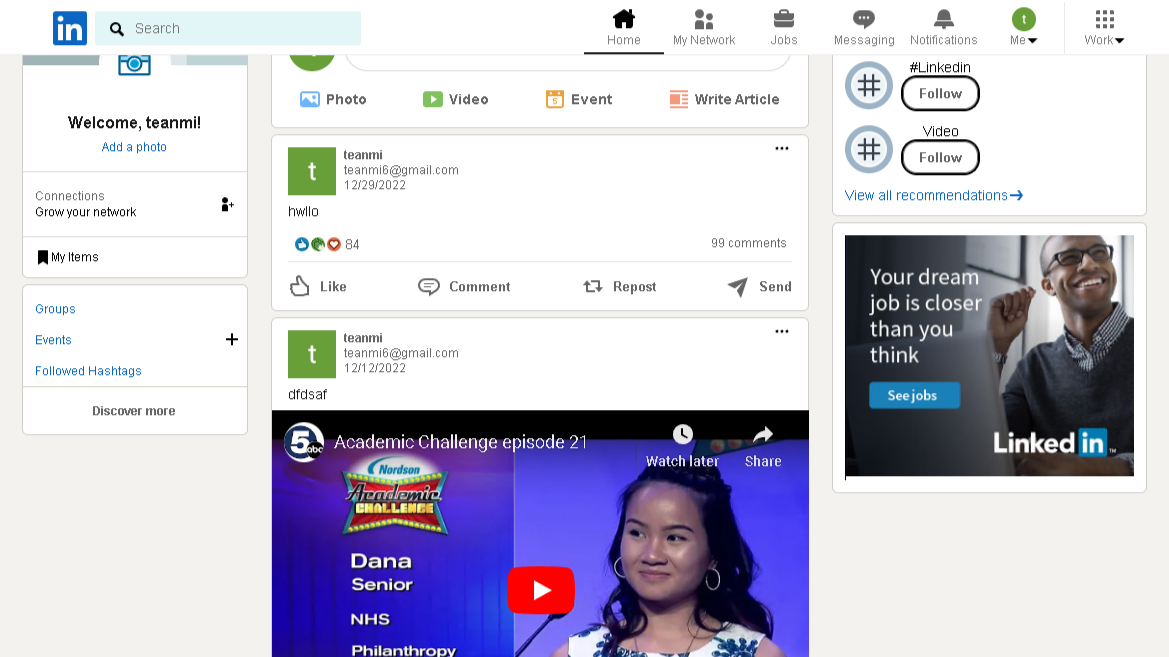 in
Search
Home
My Network
Jobs
Messaging
Notifications
t
Me
Work
Welcome, teanmi!
Add a photo
Connections
Grow your network
My Items
Groups
Events
Followed Hashtags
Discover more
Photo
Video
Event
Write Article
t
teanmi
teanmi6@gmail.com
12/29/2022
hwllo
84
99 comments
Like
Comment
Repost
Send
t
teanmi
teanmi6@gmail.com
12/12/2022
dfdsaf
5
abc
Academic Challenge episode 21
Watch later
Share
Nordson
Academic
CHALLENGE
Dana
Senior
NHS
Philanthropy
#Linkedin
Follow
Video
Follow
View all recommendations
Your dream
job is closer
than you
think
See jobs
Linked in